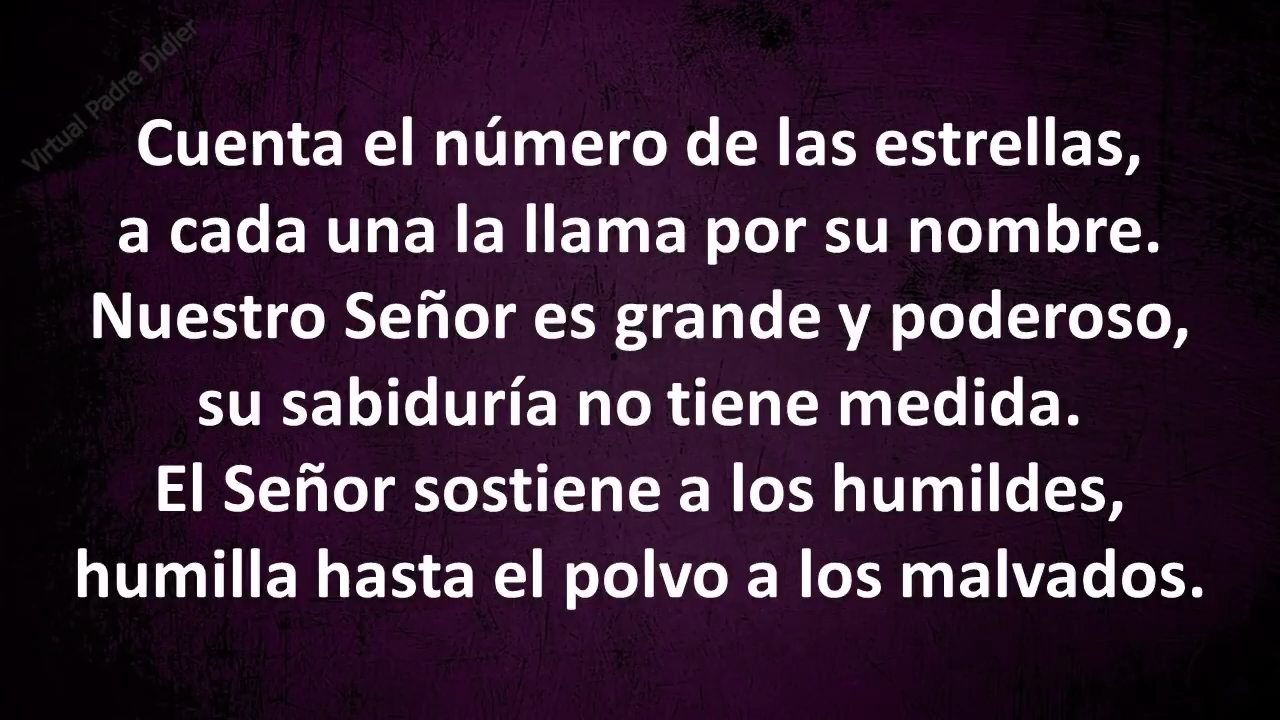 Virtual Padre Didier
Cuenta el número de las estrellas,
a cada una la llama por su nombre.
Nuestro Señor es grande y poderoso,
su sabiduría no tiene medida.
El Señor sostiene a los humildes,
humilla hasta el polvo a los malvados.